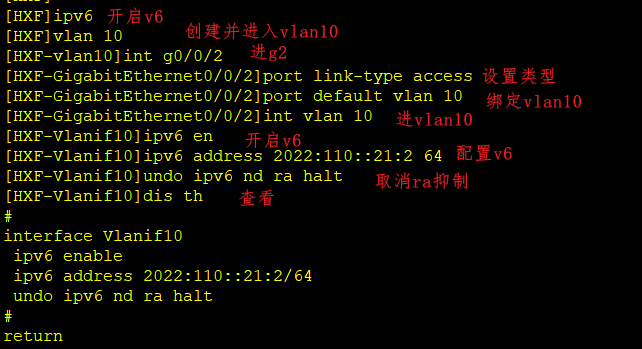 [HXF]
[HXF]ipv6 开启v6
[HXF]vlan 10 创建并进入vlan10
[HXF-vlan10]int g0/0/2 进g2
[HXF-GigabitEthernet0/0/2]port link-type access 设置类型
[HXF-GigabitEthernet0/0/2]port default vlan 10 绑定vlan10
[HXF-GigabitEthernet0/0/2]int vlan 10 进vlan10
[HXF-Vlanif10]ipv6 en 开启v6
[HXF-Vlanif10]ipv6 address 2022:110::21:2 64 配置v6
[HXF-Vlanif10]undo ipv6 nd ra halt 取消ra抑制
[HXF-Vlanif10]dis th 查看
#
interface Vlanif10
ipv6 enable
ipv6 address 2022:110::21:2/64
undo ipv6 nd ra halt
#
return